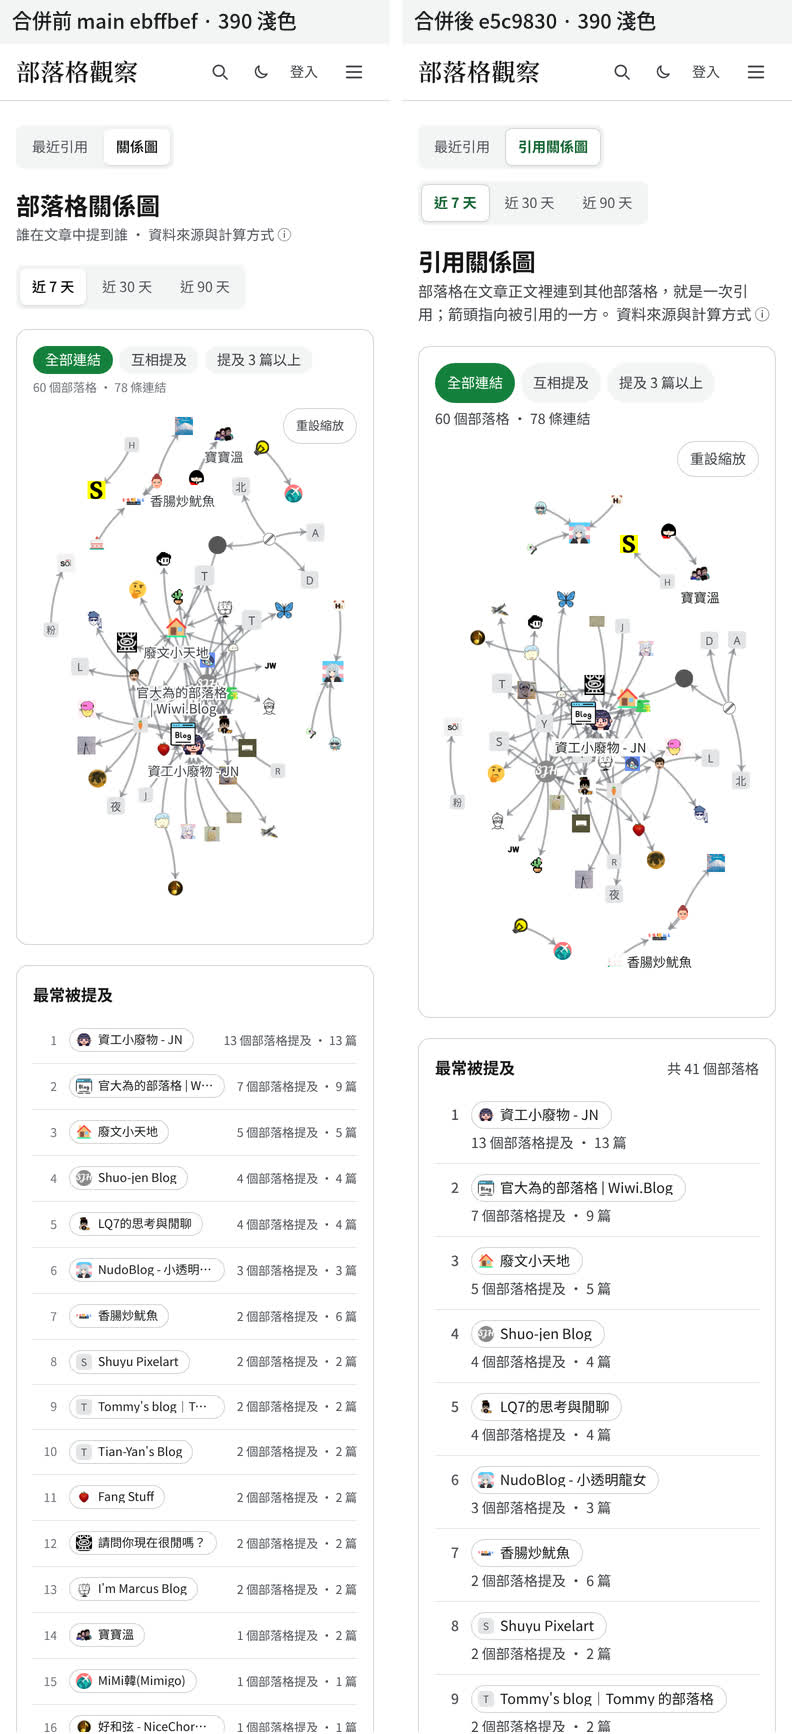 合併前 main ebffbef · 390 淺色
部落格觀察
登入
最近引用
關係圖
部落格關係圖
誰在文章中提到誰 · 資料來源與計算方式 ⓘ
近 7 天
近 30 天
近 90 天
全部連結
互相提及
提及 3 篇以上
60 個部落格 · 78 條連結
重設縮放
H
寶寶溫
S
香腸炒魷魚
北
A
sö
T
D
粉
T
廢文小天地
L
JW
官大為的部落格
| Wiwi.Blog
Blog
資工小廢物 - JN
R
J
夜
最常被提及
1 資工小廢物 - JN 13 個部落格提及 · 13 篇
2 官大為的部落格 | W… 7 個部落格提及 · 9 篇
3 廢文小天地 5 個部落格提及 · 5 篇
4 Shuo-jen Blog 4 個部落格提及 · 4 篇
5 LQ7的思考與閒聊 4 個部落格提及 · 4 篇
6 NudoBlog - 小透明… 3 個部落格提及 · 3 篇
7 香腸炒魷魚 2 個部落格提及 · 6 篇
8 S Shuyu Pixelart 2 個部落格提及 · 2 篇
9 T Tommy's blog｜T… 2 個部落格提及 · 2 篇
10 T Tian-Yan's Blog 2 個部落格提及 · 2 篇
11 Fang Stuff 2 個部落格提及 · 2 篇
12 請問你現在很閒嗎？ 2 個部落格提及 · 2 篇
13 I'm Marcus Blog 2 個部落格提及 · 2 篇
14 寶寶溫 1 個部落格提及 · 2 篇
15 MiMi韓(Mimigo) 1 個部落格提及 · 1 篇
16 好和弦 - NiceChor… 1 個部落格提及 · 1 篇
合併後 e5c9830 · 390 淺色
部落格觀察
登入
最近引用
引用關係圖
近 7 天
近 30 天
近 90 天
引用關係圖
部落格在文章正文裡連到其他部落格，就是一次引
用；箭頭指向被引用的一方。 資料來源與計算方式 ⓘ
全部連結
互相提及
提及 3 篇以上
60 個部落格 · 78 條連結
重設縮放
S
H
寶寶溫
J
D
A
T
sö
Y
Blog
S
資工小廢物 - JN
L
北
粉
JW
R
夜
香腸炒魷魚
最常被提及
共 41 個部落格
1 資工小廢物 - JN
13 個部落格提及 · 13 篇
2 官大為的部落格 | Wiwi.Blog
7 個部落格提及 · 9 篇
3 廢文小天地
5 個部落格提及 · 5 篇
4 Shuo-jen Blog
4 個部落格提及 · 4 篇
5 LQ7的思考與閒聊
4 個部落格提及 · 4 篇
6 NudoBlog - 小透明龍女
3 個部落格提及 · 3 篇
7 香腸炒魷魚
2 個部落格提及 · 6 篇
8 S Shuyu Pixelart
2 個部落格提及 · 2 篇
9 T Tommy's blog｜Tommy 的部落格
2 個部落格提及 · 2 篇